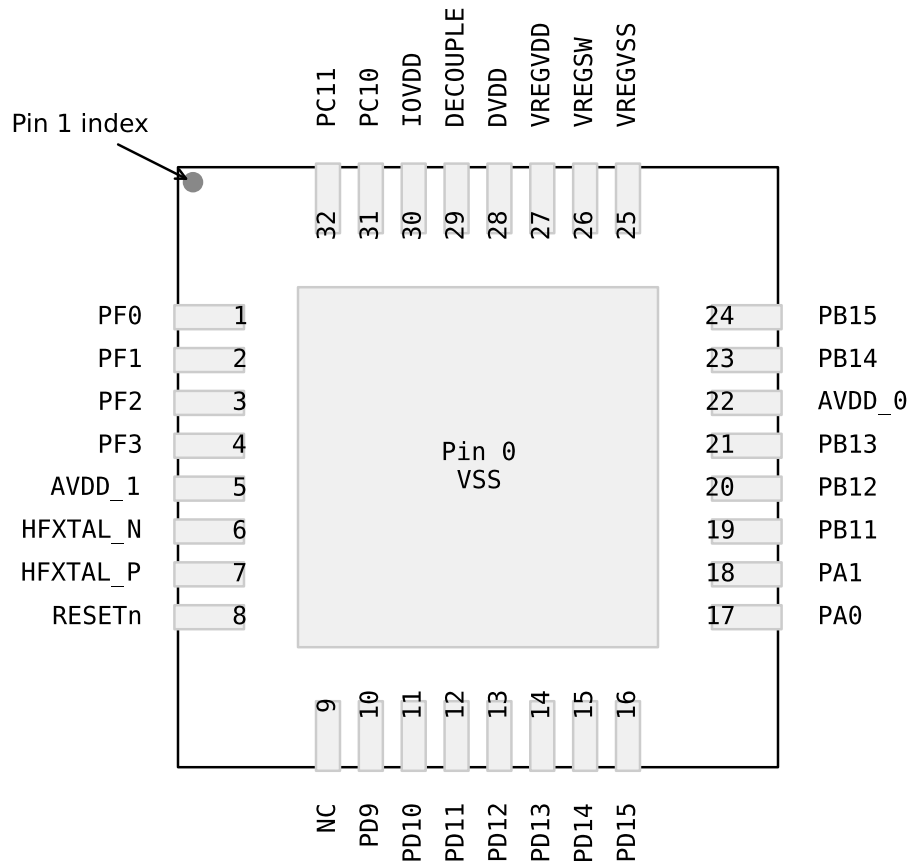 PC11
PC10
IOVDD
DECOUPLE
DVDD
VREGVDD
VREGSW
VREGVSS
Pin 1 index
32
31
30
29
28
27
26
25
PF0 1
PF1 2
PF2 3
PF3 4
AVDD_1 5
HFXTAL_N 6
HFXTAL_P 7
RESETn 8
Pin 0
VSS
24 PB15
23 PB14
22 AVDD_0
21 PB13
20 PB12
19 PB11
18 PA1
17 PA0
9
10
11
12
13
14
15
16
NC
PD9
PD10
PD11
PD12
PD13
PD14
PD15